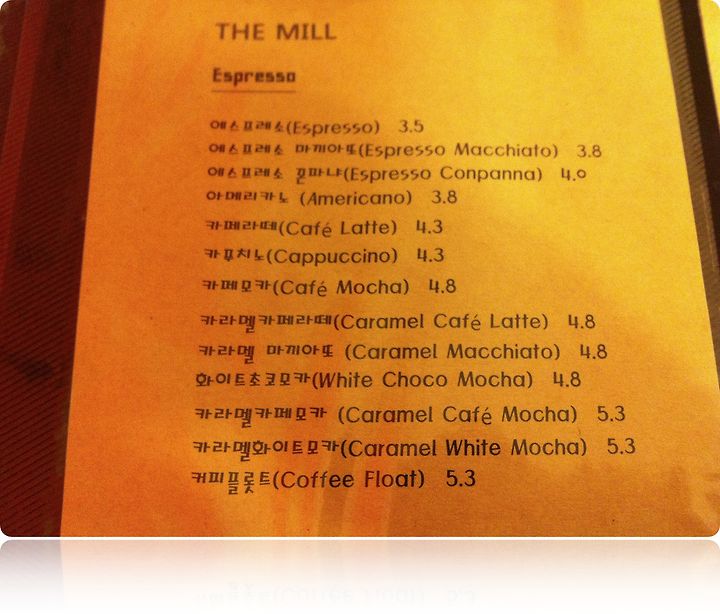 THE MILL
Espresso
에스프레소(Espresso) 3.5
에스프레소 마끼아또(Espresso Macchiato) 3.8
에스프레소 꼰파냐(Espresso Conpanna) 4.0
아메리카노 (Americano) 3.8
카페라떼(Café Latte) 4.3
카푸치노(Cappuccino) 4.3
카페모카(Café Mocha) 4.8
카라멜카페라떼(Caramel Café Latte) 4.8
카라멜 마끼아또 (Caramel Macchiato) 4.8
화이트초코모카(White Choco Mocha) 4.8
카라멜카페모카 (Caramel Café Mocha) 5.3
카라멜화이트모카(Caramel White Mocha) 5.3
커피플롯트(Coffee Float) 5.3